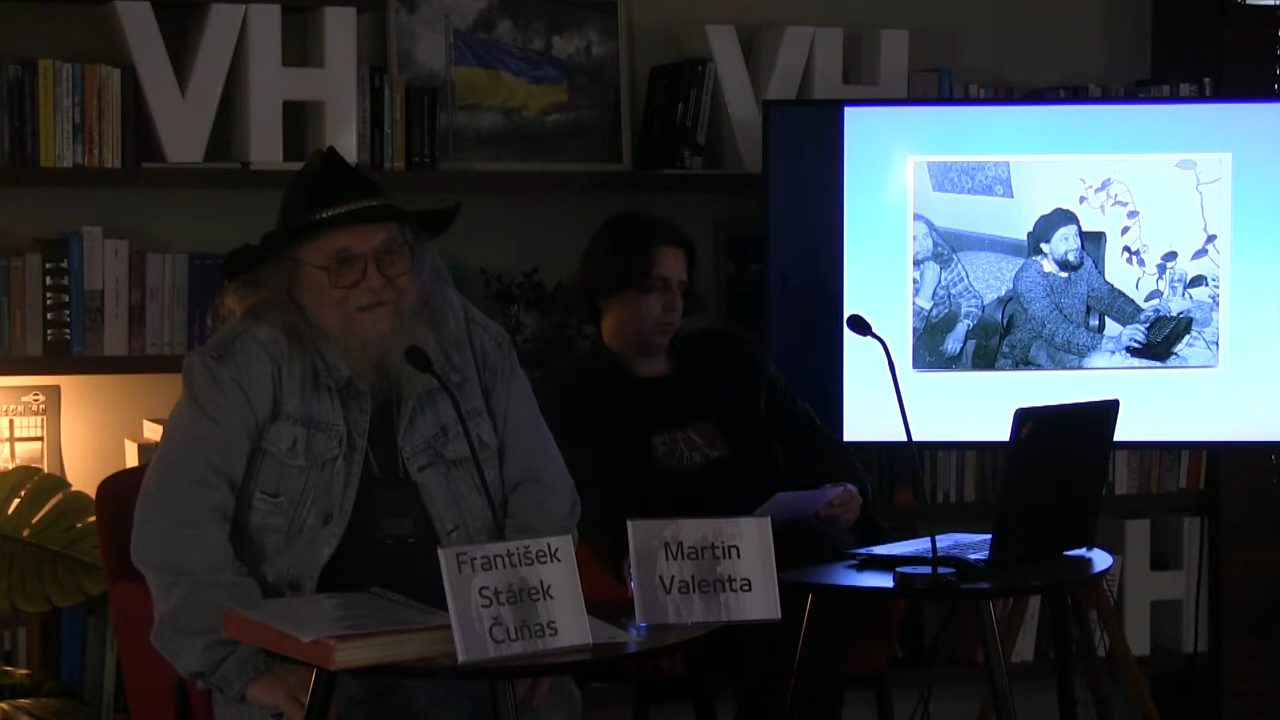 VH
VH
František
Stárek
Čuňas
Martin
Valenta
H